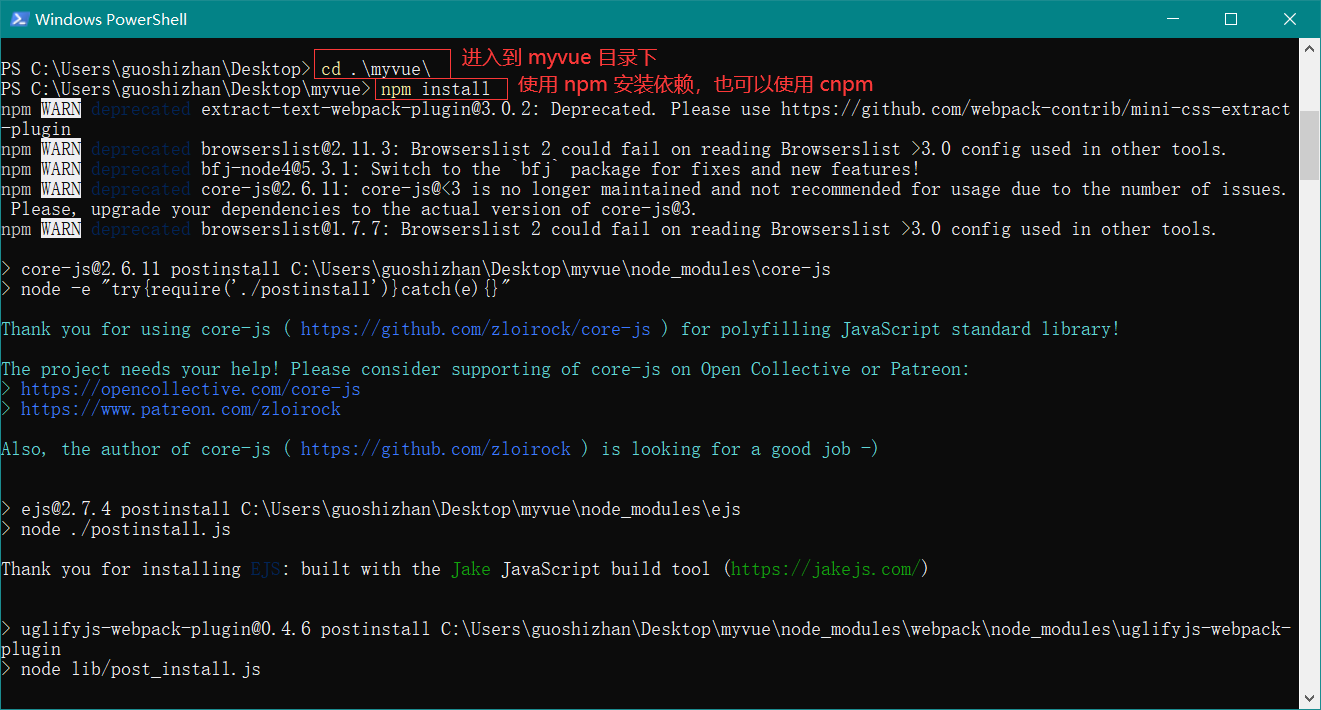 Windows PowerShell
PS C:\Users\guoshizhan\Desktop> cd .\myvue\ 进入到 myvue 目录下
PS C:\Users\guoshizhan\Desktop\myvue> npm install 使用 npm 安装依赖，也可以使用 cnpm
npm WARN deprecated extract-text-webpack-plugin@3.0.2: Deprecated. Please use https://github.com/webpack-contrib/mini-css-extract
-plugin
npm WARN deprecated browserslist@2.11.3: Browserslist 2 could fail on reading Browserslist >3.0 config used in other tools.
npm WARN deprecated bfj-node4@5.3.1: Switch to the `bfj` package for fixes and new features!
npm WARN deprecated core-js@2.6.11: core-js@<3 is no longer maintained and not recommended for usage due to the number of issues.
Please, upgrade your dependencies to the actual version of core-js@3.
npm WARN deprecated browserslist@1.7.7: Browserslist 2 could fail on reading Browserslist >3.0 config used in other tools.
> core-js@2.6.11 postinstall C:\Users\guoshizhan\Desktop\myvue\node_modules\core-js
> node -e "try{require('./postinstall')}catch(e){}"
Thank you for using core-js ( https://github.com/zloirock/core-js ) for polyfilling JavaScript standard library!
The project needs your help! Please consider supporting of core-js on Open Collective or Patreon:
> https://opencollective.com/core-js
> https://www.patreon.com/zloirock
Also, the author of core-js ( https://github.com/zloirock ) is looking for a good job -)
> ejs@2.7.4 postinstall C:\Users\guoshizhan\Desktop\myvue\node_modules\ejs
> node ./postinstall.js
Thank you for installing EJS: built with the Jake JavaScript build tool (https://jakejs.com/)
> uglifyjs-webpack-plugin@0.4.6 postinstall C:\Users\guoshizhan\Desktop\myvue\node_modules\webpack\node_modules\uglifyjs-webpack-
plugin
> node lib/post_install.js